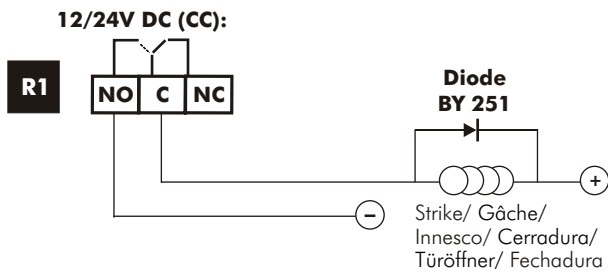 12/24V DC (CC):
R1
NO C NC
Diode
BY 251
+
−
Strike/ Gâche/
Innesco/ Cerradura/
Türöffner/ Fechadura